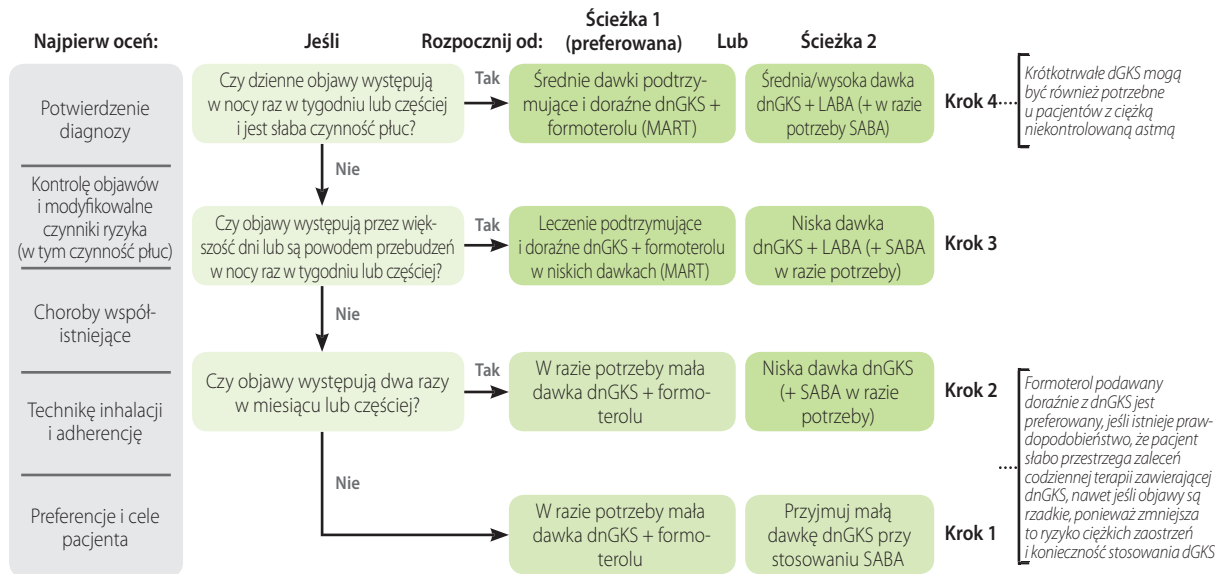 Najpierw oceń:
Jeśli
Rozpocznij od:
Ścieżka 1
(preferowana)
Lub
Ścieżka 2
Potwierdzenie
diagnozy
Kontrolę objawów
i modyfikowalne
czynniki ryzyka
(w tym czynność płuc)
Choroby współ-
istniejące
Technikę inhalacji
i adherencję
Preferencje i cele
pacjenta
Czy dzienne objawy występują
w nocy raz w tygodniu lub częściej
i jest słaba czynność płuc?
Tak
Średnie dawki podtrzy-
mujące i doraźne dnGKS +
formoterolu (MART)
Średnia/wysoka dawka
dnGKS + LABA (+ w razie
potrzeby SABA)
Krok 4
Krótkotrwałe dGKS mogą
być również potrzebne
u pacjentów z ciężką
niekontrolowaną astmą
Nie
Czy objawy występują przez więk-
szość dni lub są powodem przebudzeń
w nocy raz w tygodniu lub częściej?
Tak
Leczenie podtrzymujące
i doraźne dnGKS + formoterolu
w niskich dawkach (MART)
Niska dawka
dnGKS + LABA (+ SABA
w razie potrzeby)
Krok 3
Nie
Czy objawy występują dwa razy
w miesiącu lub częściej?
Tak
W razie potrzeby mała
dawka dnGKS + formo-
terolu
Niska dawka dnGKS
(+ SABA w razie
potrzeby)
Krok 2
Nie
W razie potrzeby mała
dawka dnGKS + formo-
terolu
Przyjmuj małą
dawkę dnGKS przy
stosowaniu SABA
Krok 1
Formoterol podawany
doraźnie z dnGKS jest
preferowany, jeśli istnieje praw-
dopodobieństwo, że pacjent
słabo przestrzega zaleceń
codziennej terapii zawierającej
dnGKS, nawet jeśli objawy są
rzadkie, ponieważ zmniejsza
to ryzyko ciężkich zaostrzeń
i konieczność stosowania dGKS